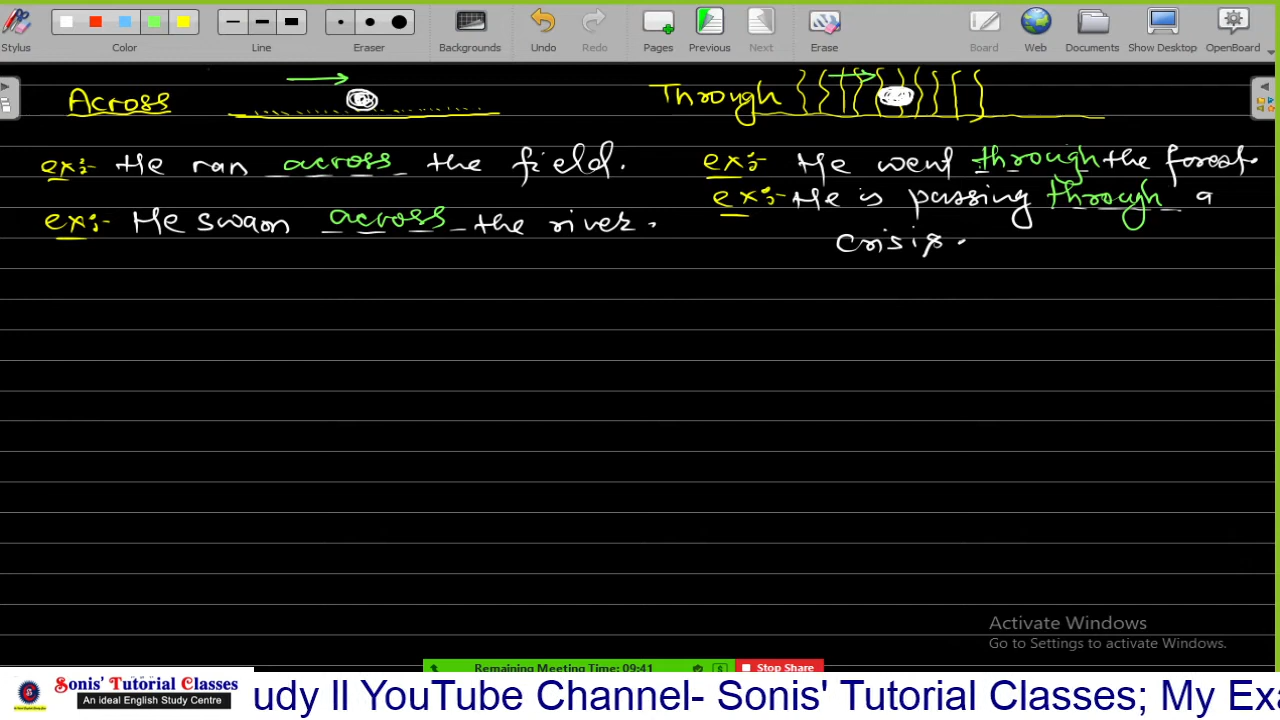 Stylus Color Line Eraser Backgrounds Undo Redo Pages Previous Next Erase Board Web Documents Show Desktop OpenBoard
Across
ex:- He ran across the field.
ex:- He swam across the river.
Through
ex:- He went through the forest.
ex:- He is passing through a
crisis.
Activate Windows
Go to Settings to activate Windows.
Remaining Meeting Time: 09:41 Stop Share
Sonis' Tutorial Classes
An ideal English Study Centre
udy II YouTube Channel- Sonis' Tutorial Classes; My Exa